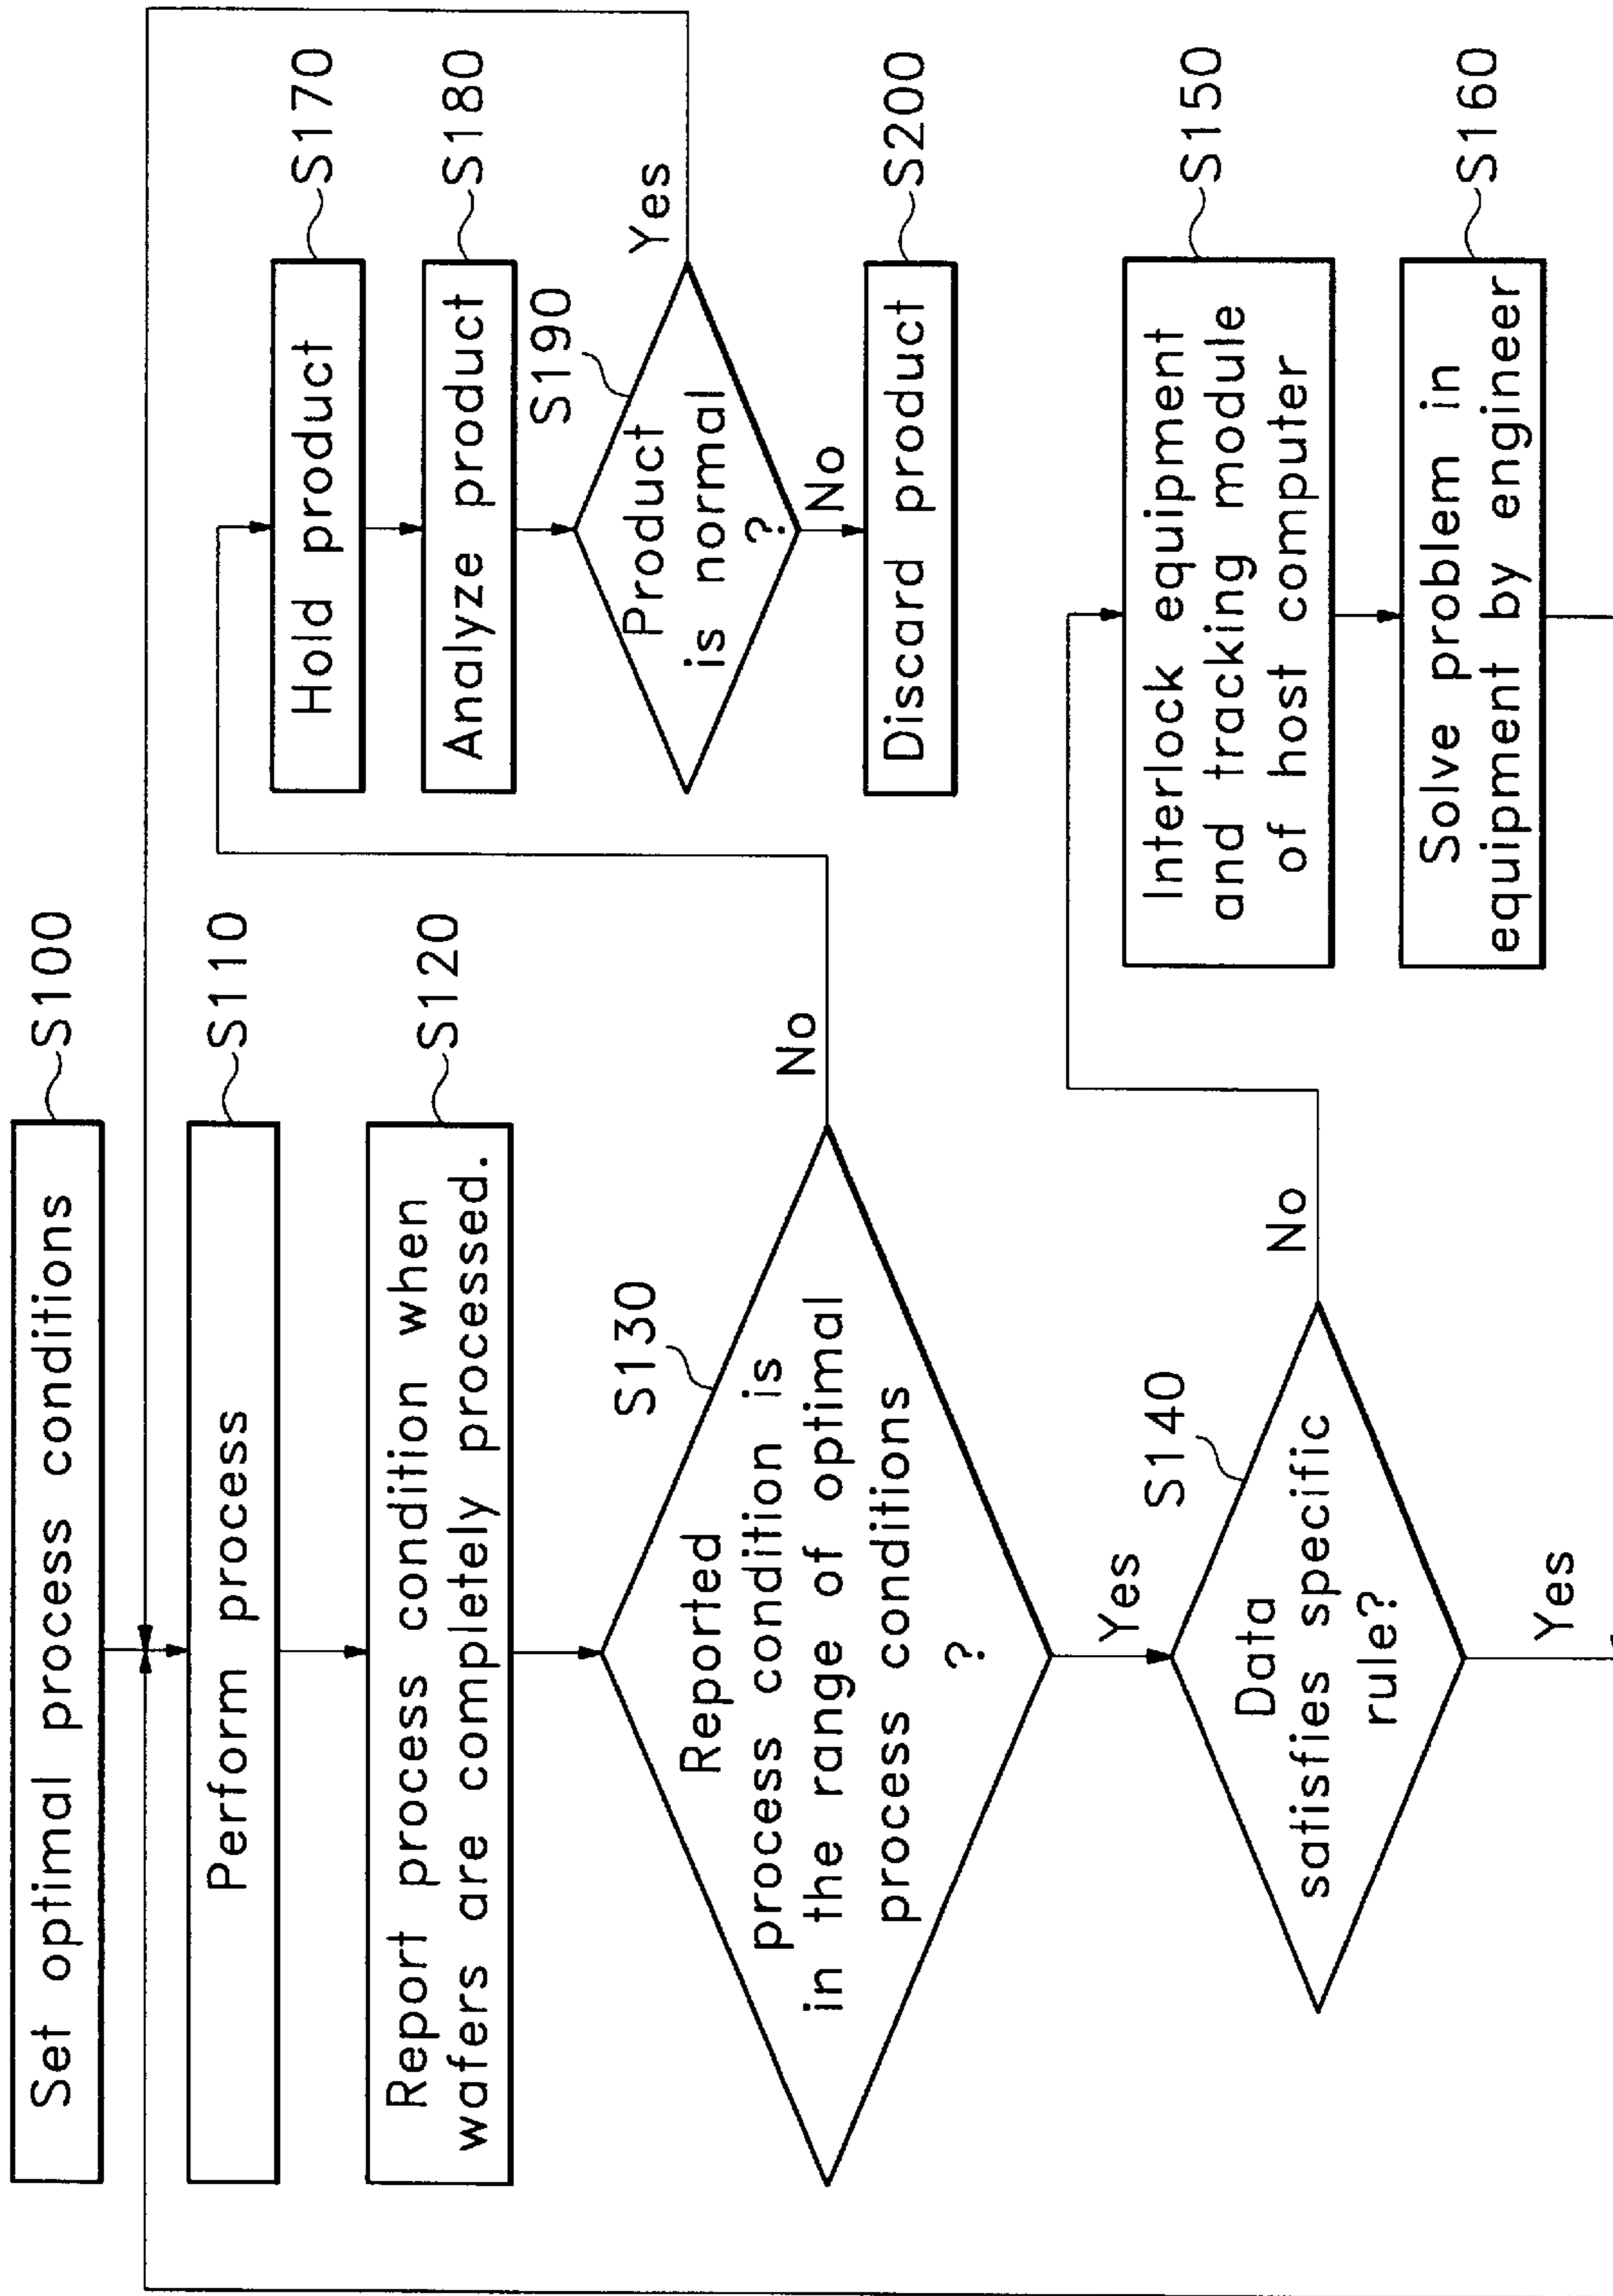 Set optimal process conditions
S100
Perform process
S110
Report process condition when
wafers are completely processed.
S120
S130
Reported
process condition is
in the range of optimal
process conditions
?
No
Yes
S140
Data
satisfies specific
rule?
No
Yes
Hold product
S170
Analyze product
S180
S190
Product
is normal
?
Yes
No
Discard product
S200
Interlock equipment
and tracking module
of host computer
S150
Solve problem in
equipment by engineer
S160